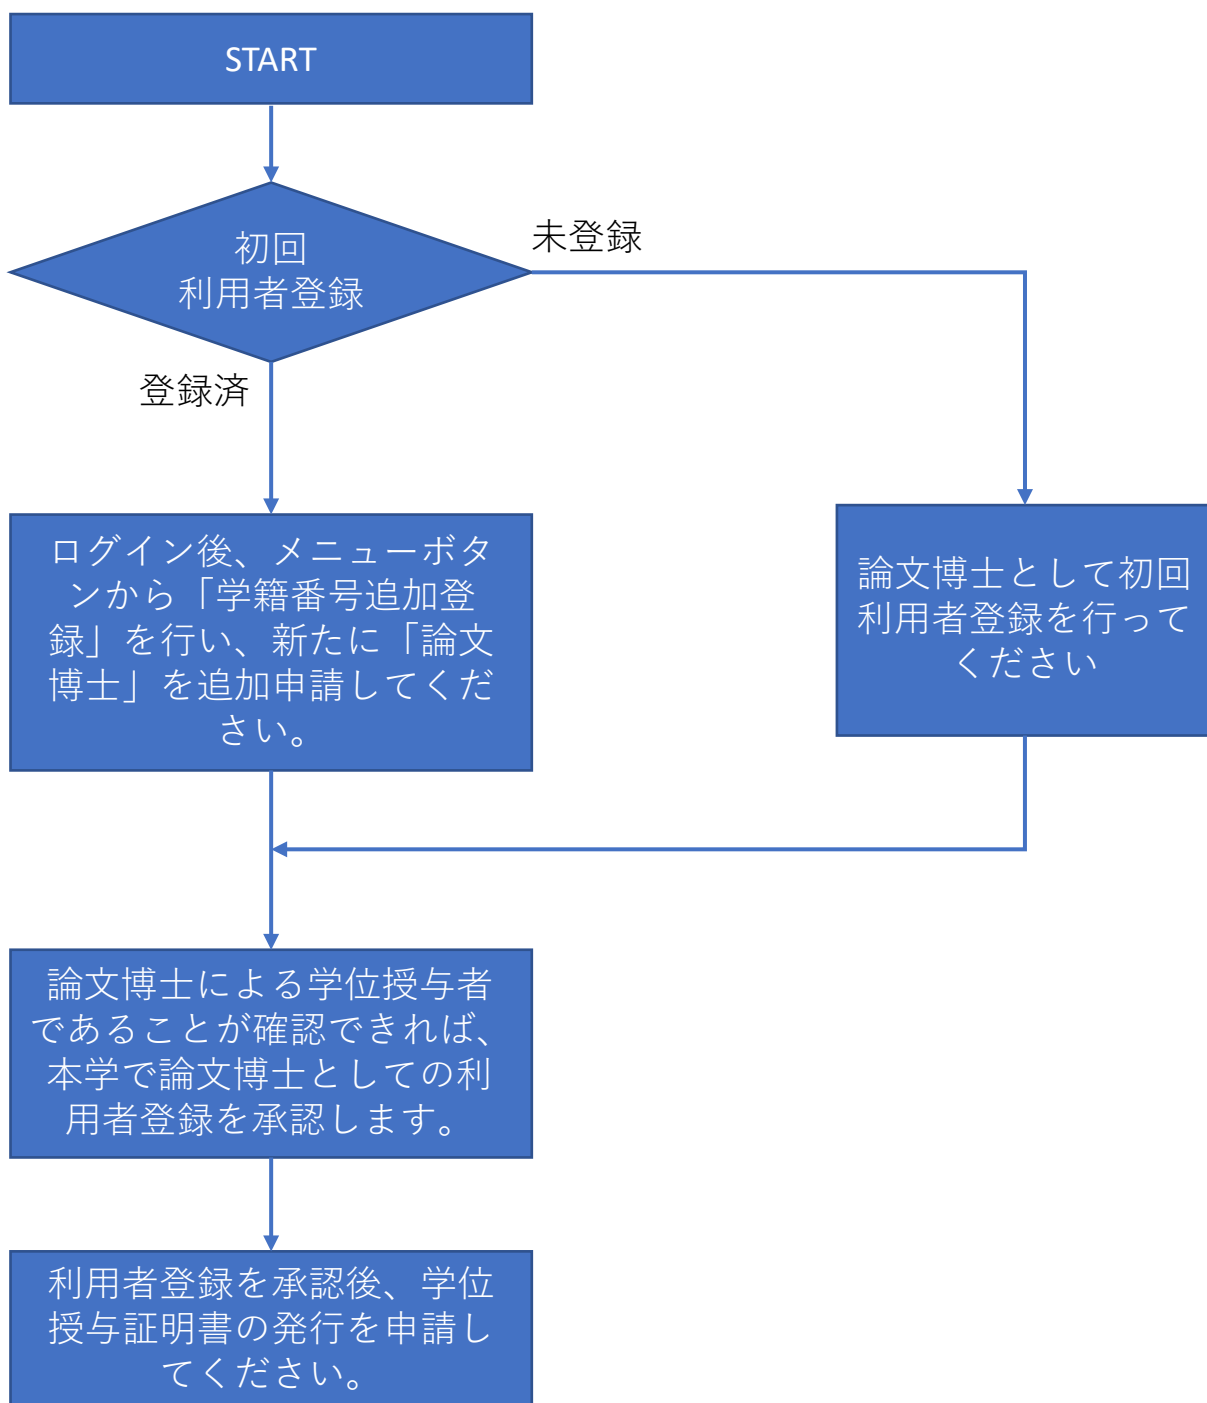 START
初回
利用者登録
未登録
登録済
ログイン後、メニューボタ
ンから「学籍番号追加登
録」を行い、新たに「論文
博士」を追加申請してくだ
さい。
論文博士として初回
利用者登録を行って
ください
論文博士による学位授与者
であることが確認できれば、
本学で論文博士としての利
用者登録を承認します。
利用者登録を承認後、学位
授与証明書の発行を申請し
てください。